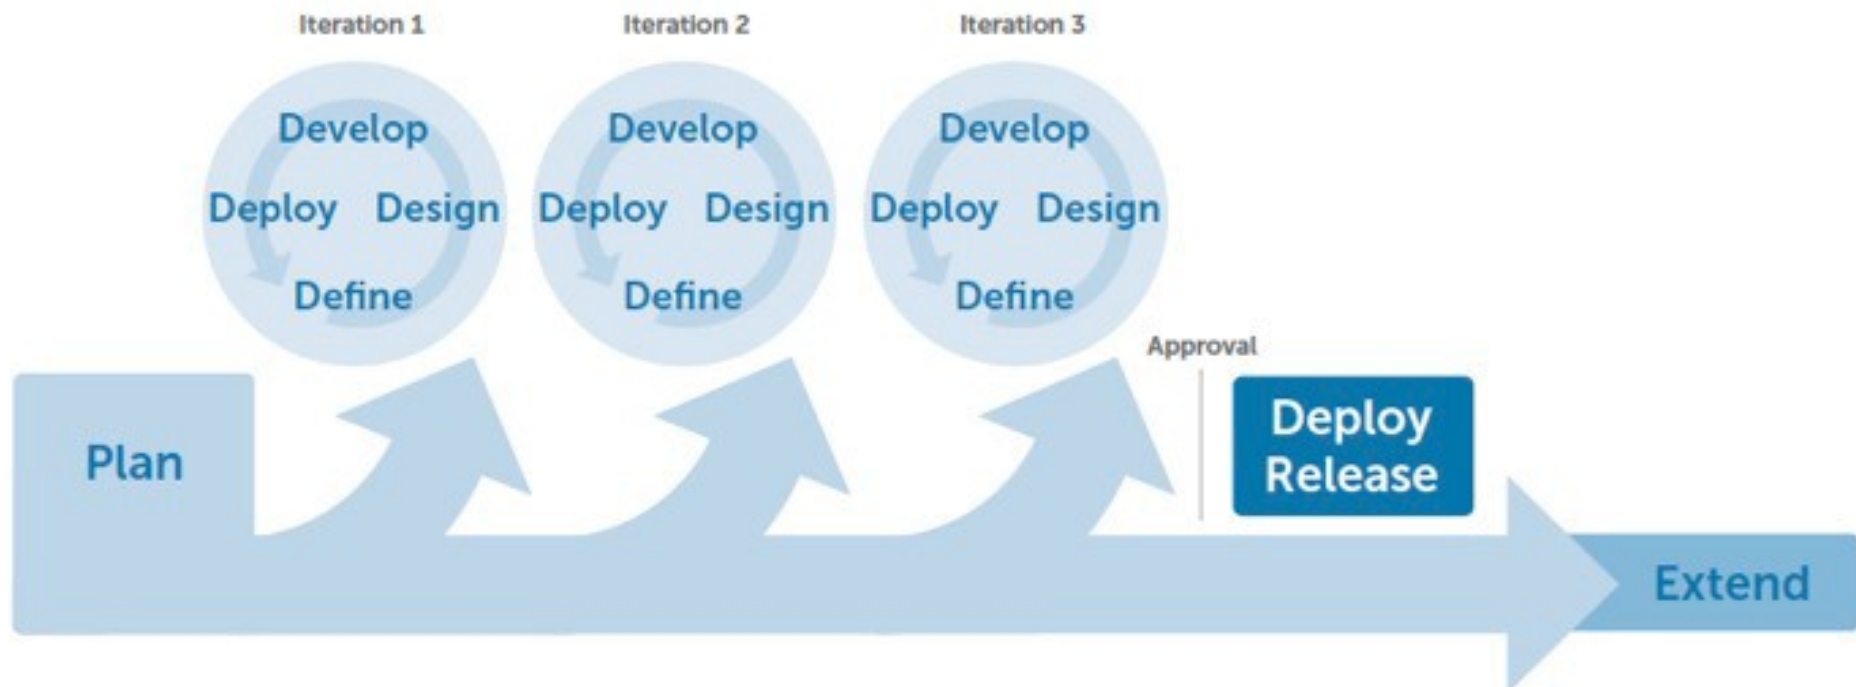 Iteration 1
Iteration 2
Iteration 3
Develop
Deploy Design
Define
Develop
Deploy Design
Define
Develop
Deploy Design
Define
Plan
Approval
Deploy
Release
Extend